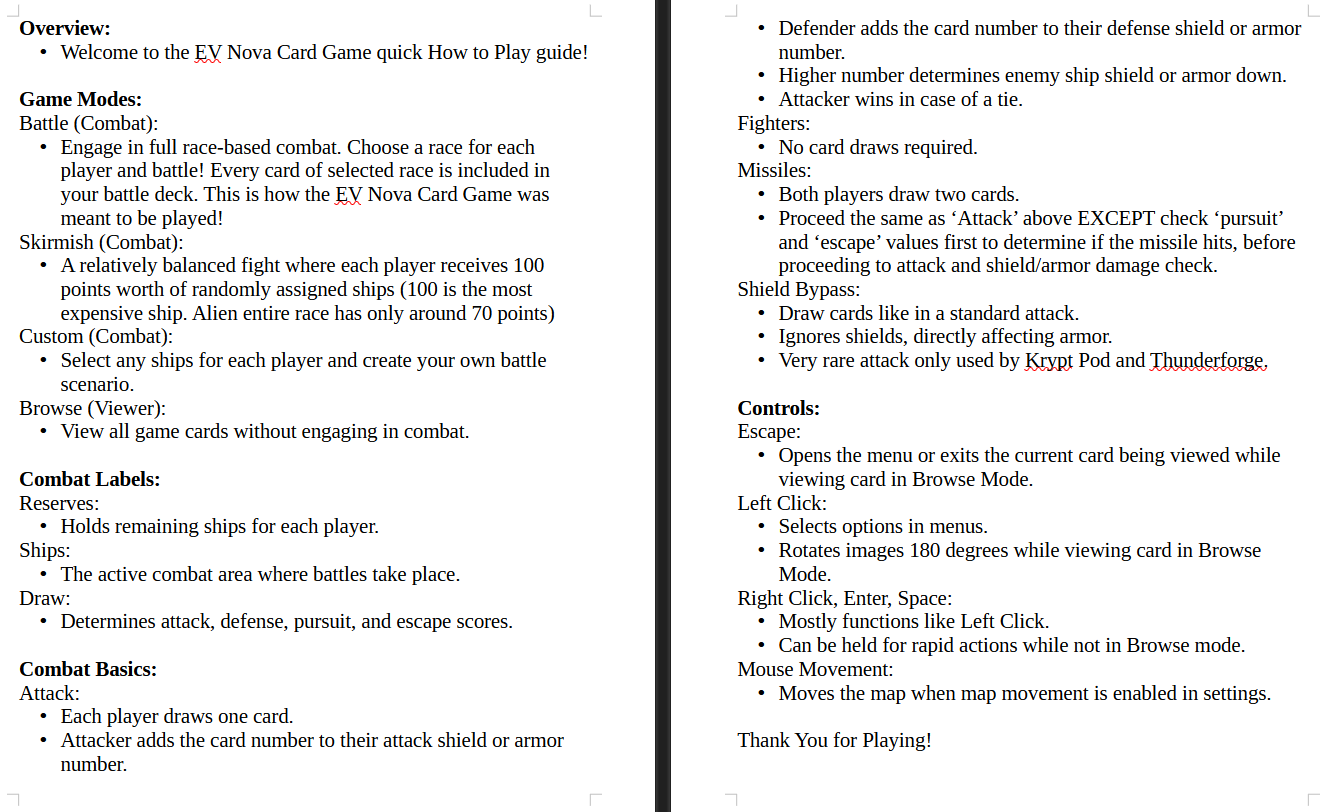 Overview:
• Welcome to the EV Nova Card Game quick How to Play guide!
Game Modes:
Battle (Combat):
• Engage in full race-based combat. Choose a race for each
player and battle! Every card of selected race is included in
your battle deck. This is how the EV Nova Card Game was
meant to be played!
Skirmish (Combat):
• A relatively balanced fight where each player receives 100
points worth of randomly assigned ships (100 is the most
expensive ship. Alien entire race has only around 70 points)
Custom (Combat):
• Select any ships for each player and create your own battle
scenario.
Browse (Viewer):
• View all game cards without engaging in combat.
Combat Labels:
Reserves:
• Holds remaining ships for each player.
Ships:
• The active combat area where battles take place.
Draw:
• Determines attack, defense, pursuit, and escape scores.
Combat Basics:
Attack:
• Each player draws one card.
• Attacker adds the card number to their attack shield or armor
number.
• Defender adds the card number to their defense shield or armor
number.
• Higher number determines enemy ship shield or armor down.
• Attacker wins in case of a tie.
Fighters:
• No card draws required.
Missiles:
• Both players draw two cards.
• Proceed the same as ‘Attack’ above EXCEPT check ‘pursuit’
and ‘escape’ values first to determine if the missile hits, before
proceeding to attack and shield/armor damage check.
Shield Bypass:
• Draw cards like in a standard attack.
• Ignores shields, directly affecting armor.
• Very rare attack only used by Krypt Pod and Thunderforge.
Controls:
Escape:
• Opens the menu or exits the current card being viewed while
viewing card in Browse Mode.
Left Click:
• Selects options in menus.
• Rotates images 180 degrees while viewing card in Browse
Mode.
Right Click, Enter, Space:
• Mostly functions like Left Click.
• Can be held for rapid actions while not in Browse mode.
Mouse Movement:
• Moves the map when map movement is enabled in settings.
Thank You for Playing!